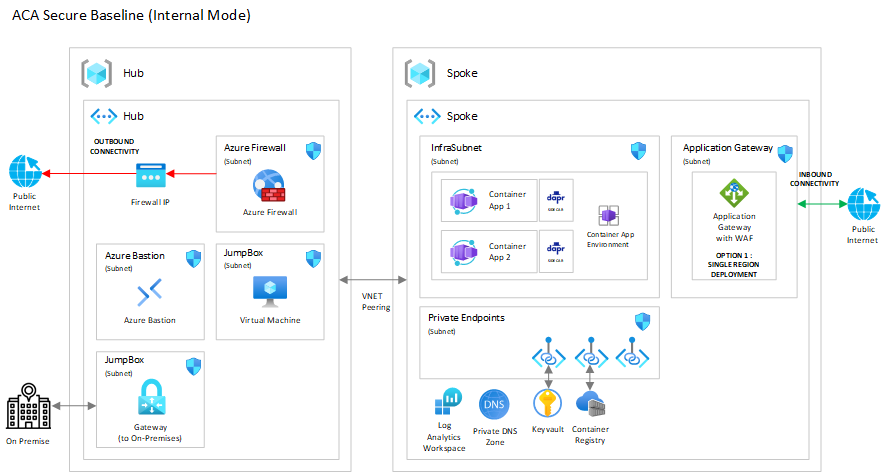 ACA Secure Baseline (Internal Mode)
Hub
Hub
OUTBOUND
CONNECTIVITY
Public
Internet
Firewall IP
Azure Firewall
(Subnet)
Azure Firewall
Azure Bastion
(Subnet)
Azure Bastion
JumpBox
(Subnet)
Virtual Machine
JumpBox
(Subnet)
Gateway
(to On-Premises)
On Premise
VNET
Peering
Spoke
Spoke
InfraSubnet
(Subnet)
Container
App 1
dapr
SIDECAR
Container
App 2
dapr
SIDECAR
Container App
Environment
Application Gateway
(Subnet)
Application
Gateway
with WAF
OPTION 1 :
SINGLE REGION
DEPLOYMENT
INBOUND
CONNECTIVITY
Public
Internet
Private Endpoints
(Subnet)
Log
Analytics
Workspace
DNS
Private DNS
Zone
Keyvault
Container
Registry